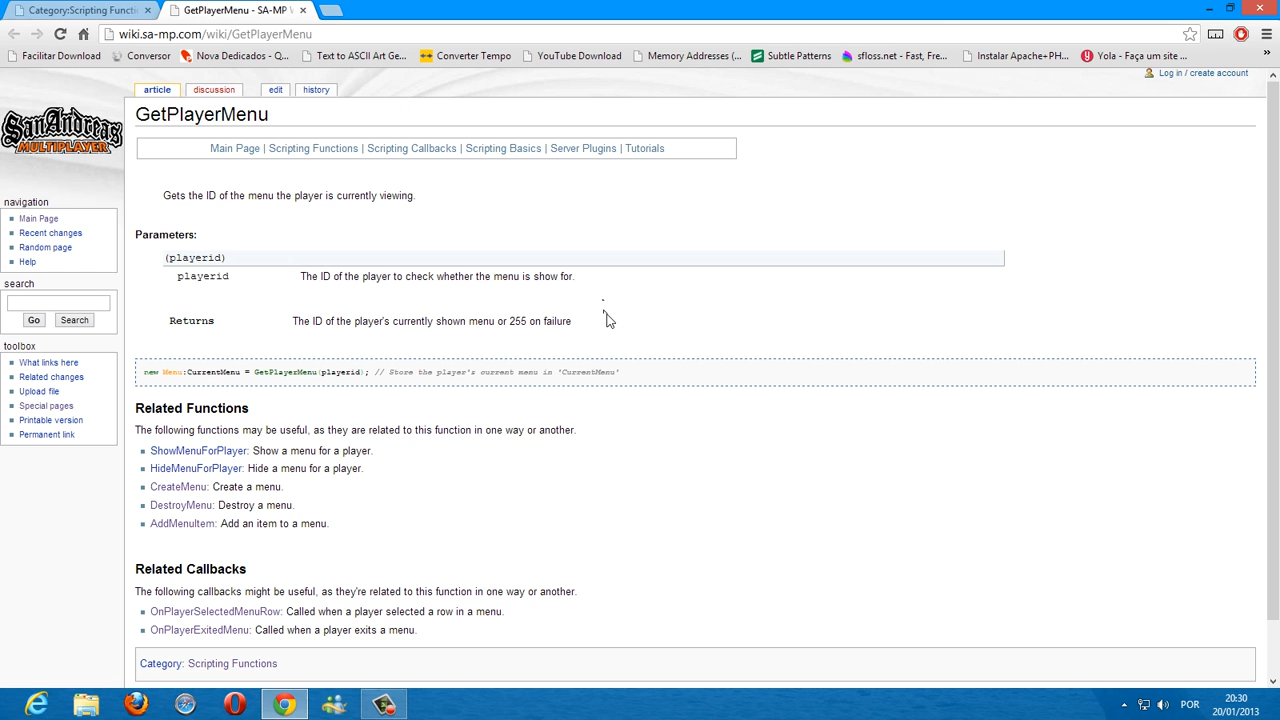 Category:Scripting Functi
GetPlayerMenu - SA-MP
wiki.sa-mp.com/wiki/GetPlayerMenu
Facilitar Download
Conversor
Nova Dedicados - Q...
Text to ASCII Art Ge...
Converter Tempo
YouTube Download
Memory Addresses (...
Subtle Patterns
sfloss.net - Fast, Fre...
Instalar Apache+PH...
Yola - Faça um site ...
»
Log in / create account
article
discussion
edit
history
SanAndreas
MULTIPLAYER
GetPlayerMenu
Main Page | Scripting Functions | Scripting Callbacks | Scripting Basics | Server Plugins | Tutorials
Gets the ID of the menu the player is currently viewing.
Parameters:
(playerid)
playerid The ID of the player to check whether the menu is show for.
Returns The ID of the player's currently shown menu or 255 on failure
new Menu:CurrentMenu = GetPlayerMenu(playerid); // Store the player's current menu in 'CurrentMenu'
Related Functions
The following functions may be useful, as they are related to this function in one way or another.
ShowMenuForPlayer: Show a menu for a player.
HideMenuForPlayer: Hide a menu for a player.
CreateMenu: Create a menu.
DestroyMenu: Destroy a menu.
AddMenuItem: Add an item to a menu.
Related Callbacks
The following callbacks might be useful, as they're related to this function in one way or another.
OnPlayerSelectedMenuRow: Called when a player selected a row in a menu.
OnPlayerExitedMenu: Called when a player exits a menu.
Category: Scripting Functions
navigation
Main Page
Recent changes
Random page
Help
search
Go
Search
toolbox
What links here
Related changes
Upload file
Special pages
Printable version
Permanent link
POR
20:30
20/01/2013